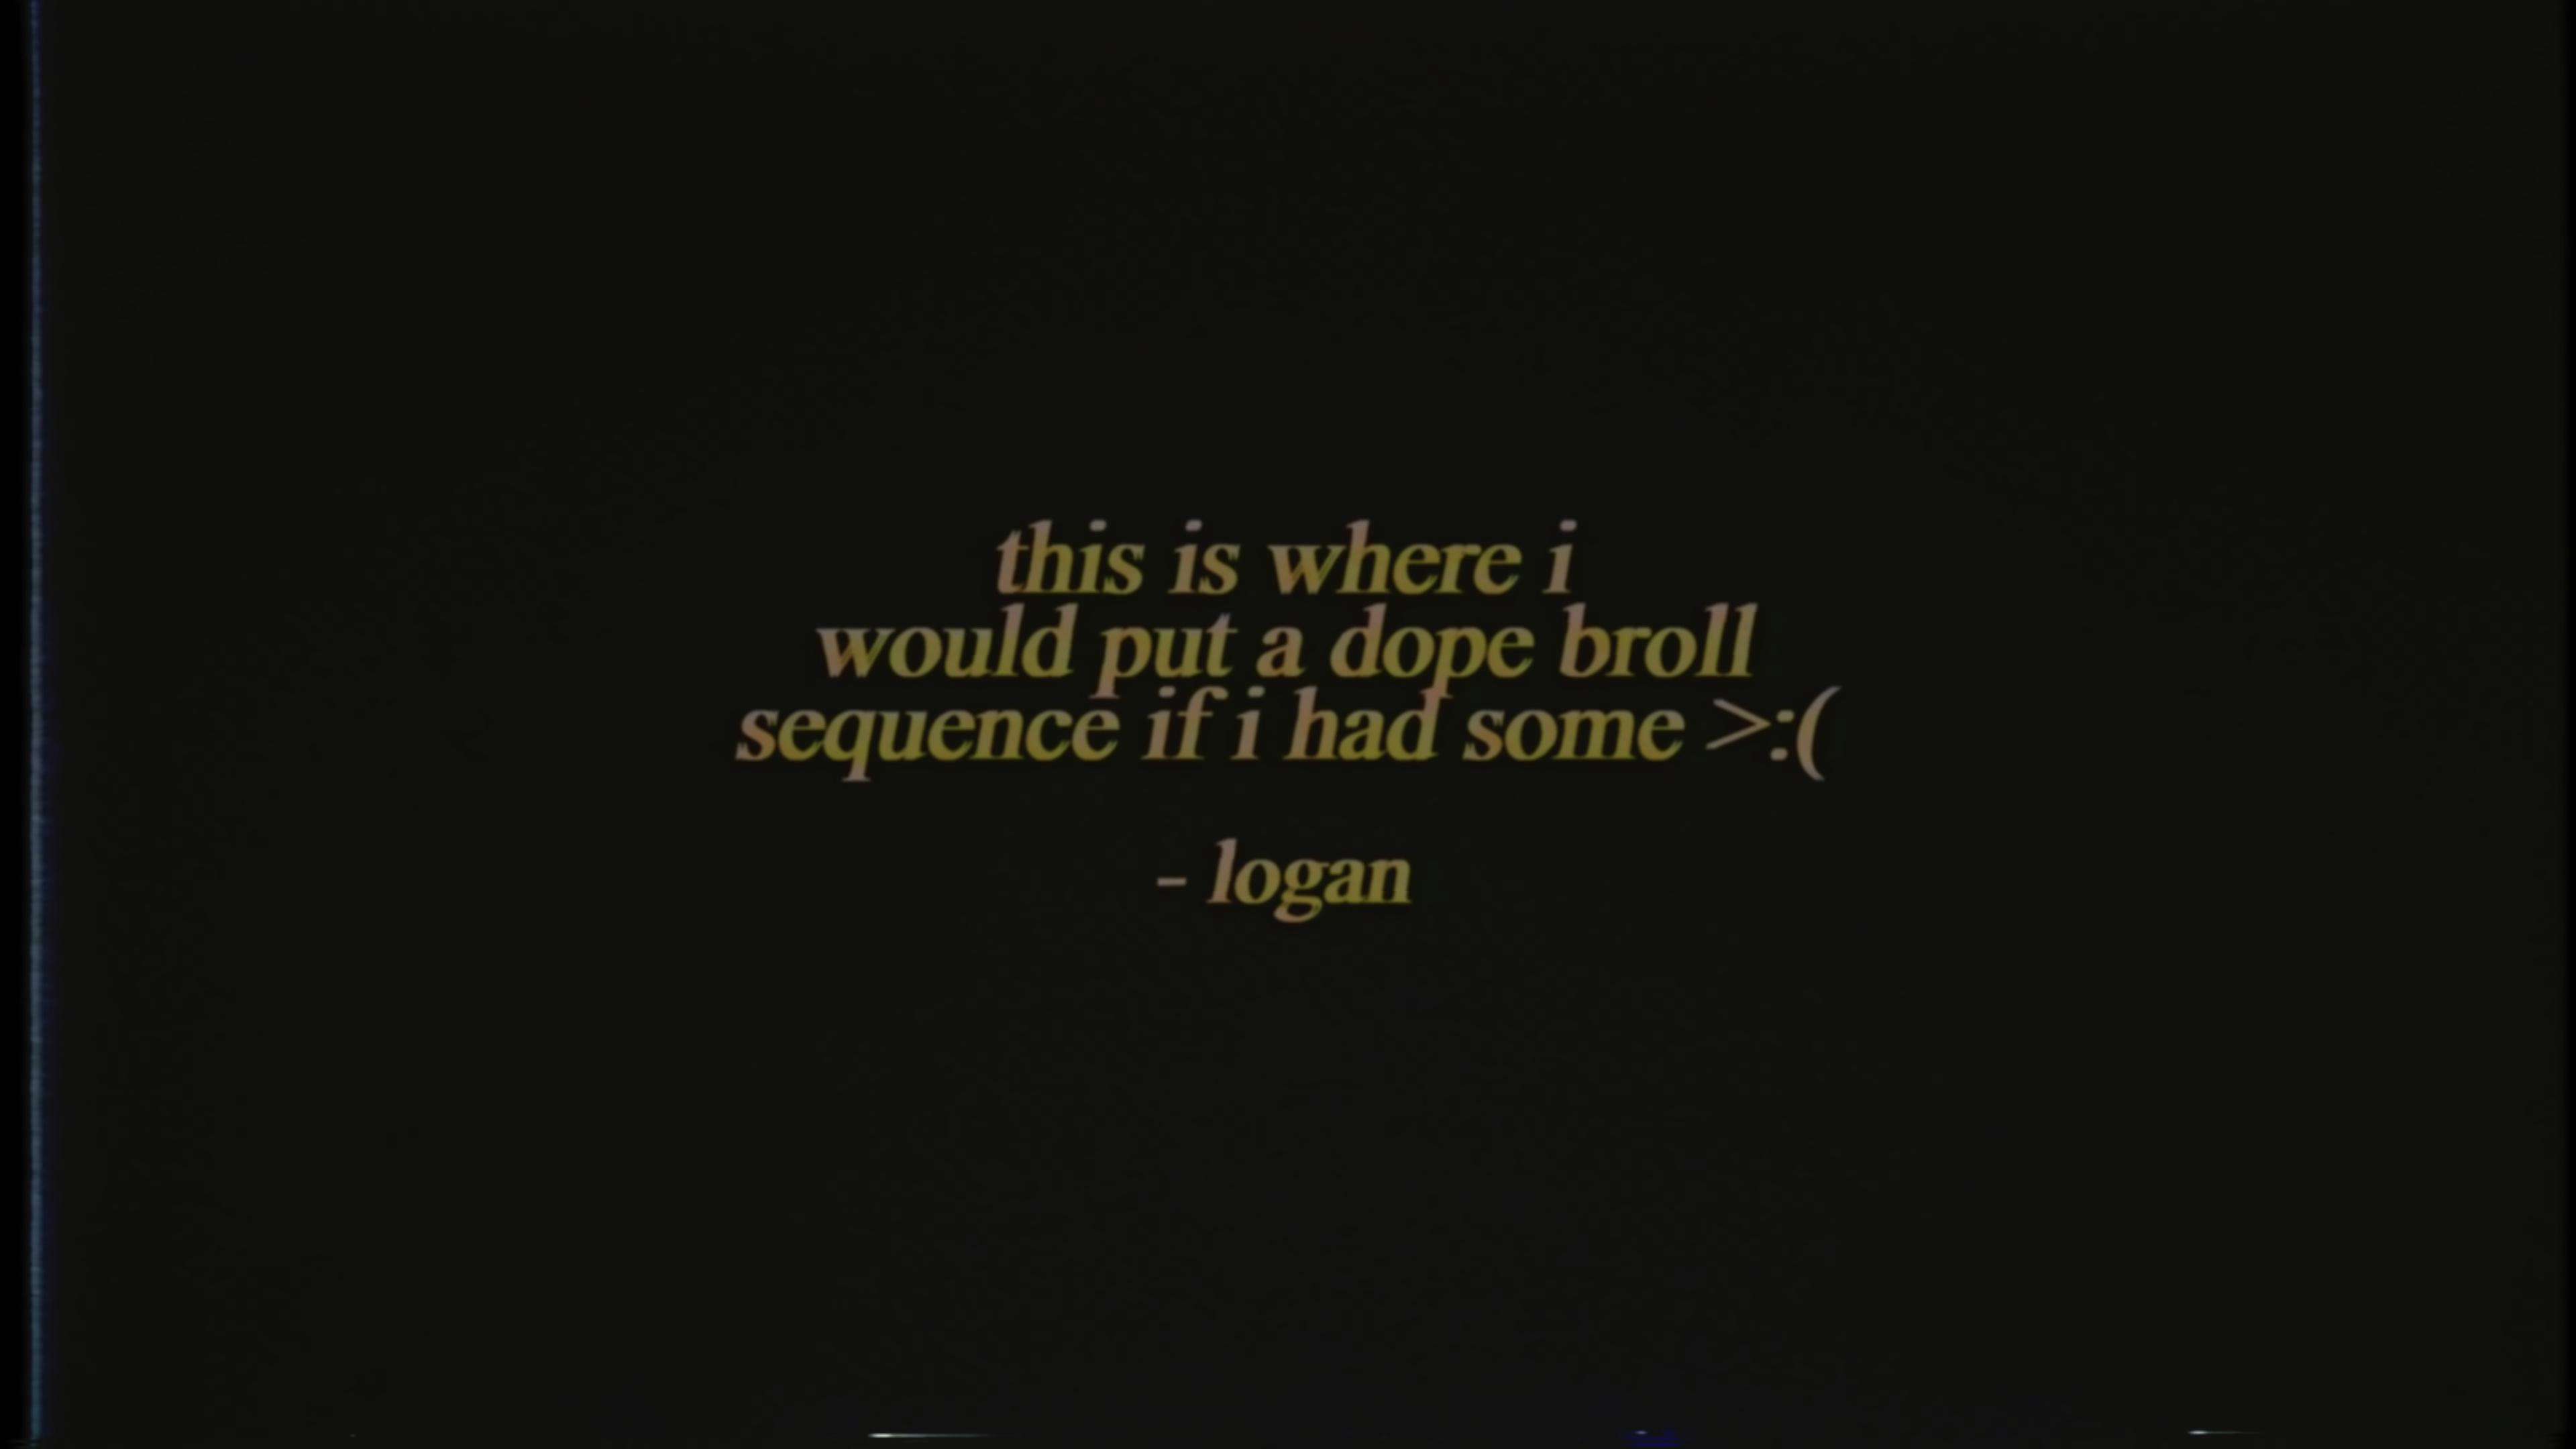 this is where i
would put a dope broll
sequence if i had some >:(
- logan